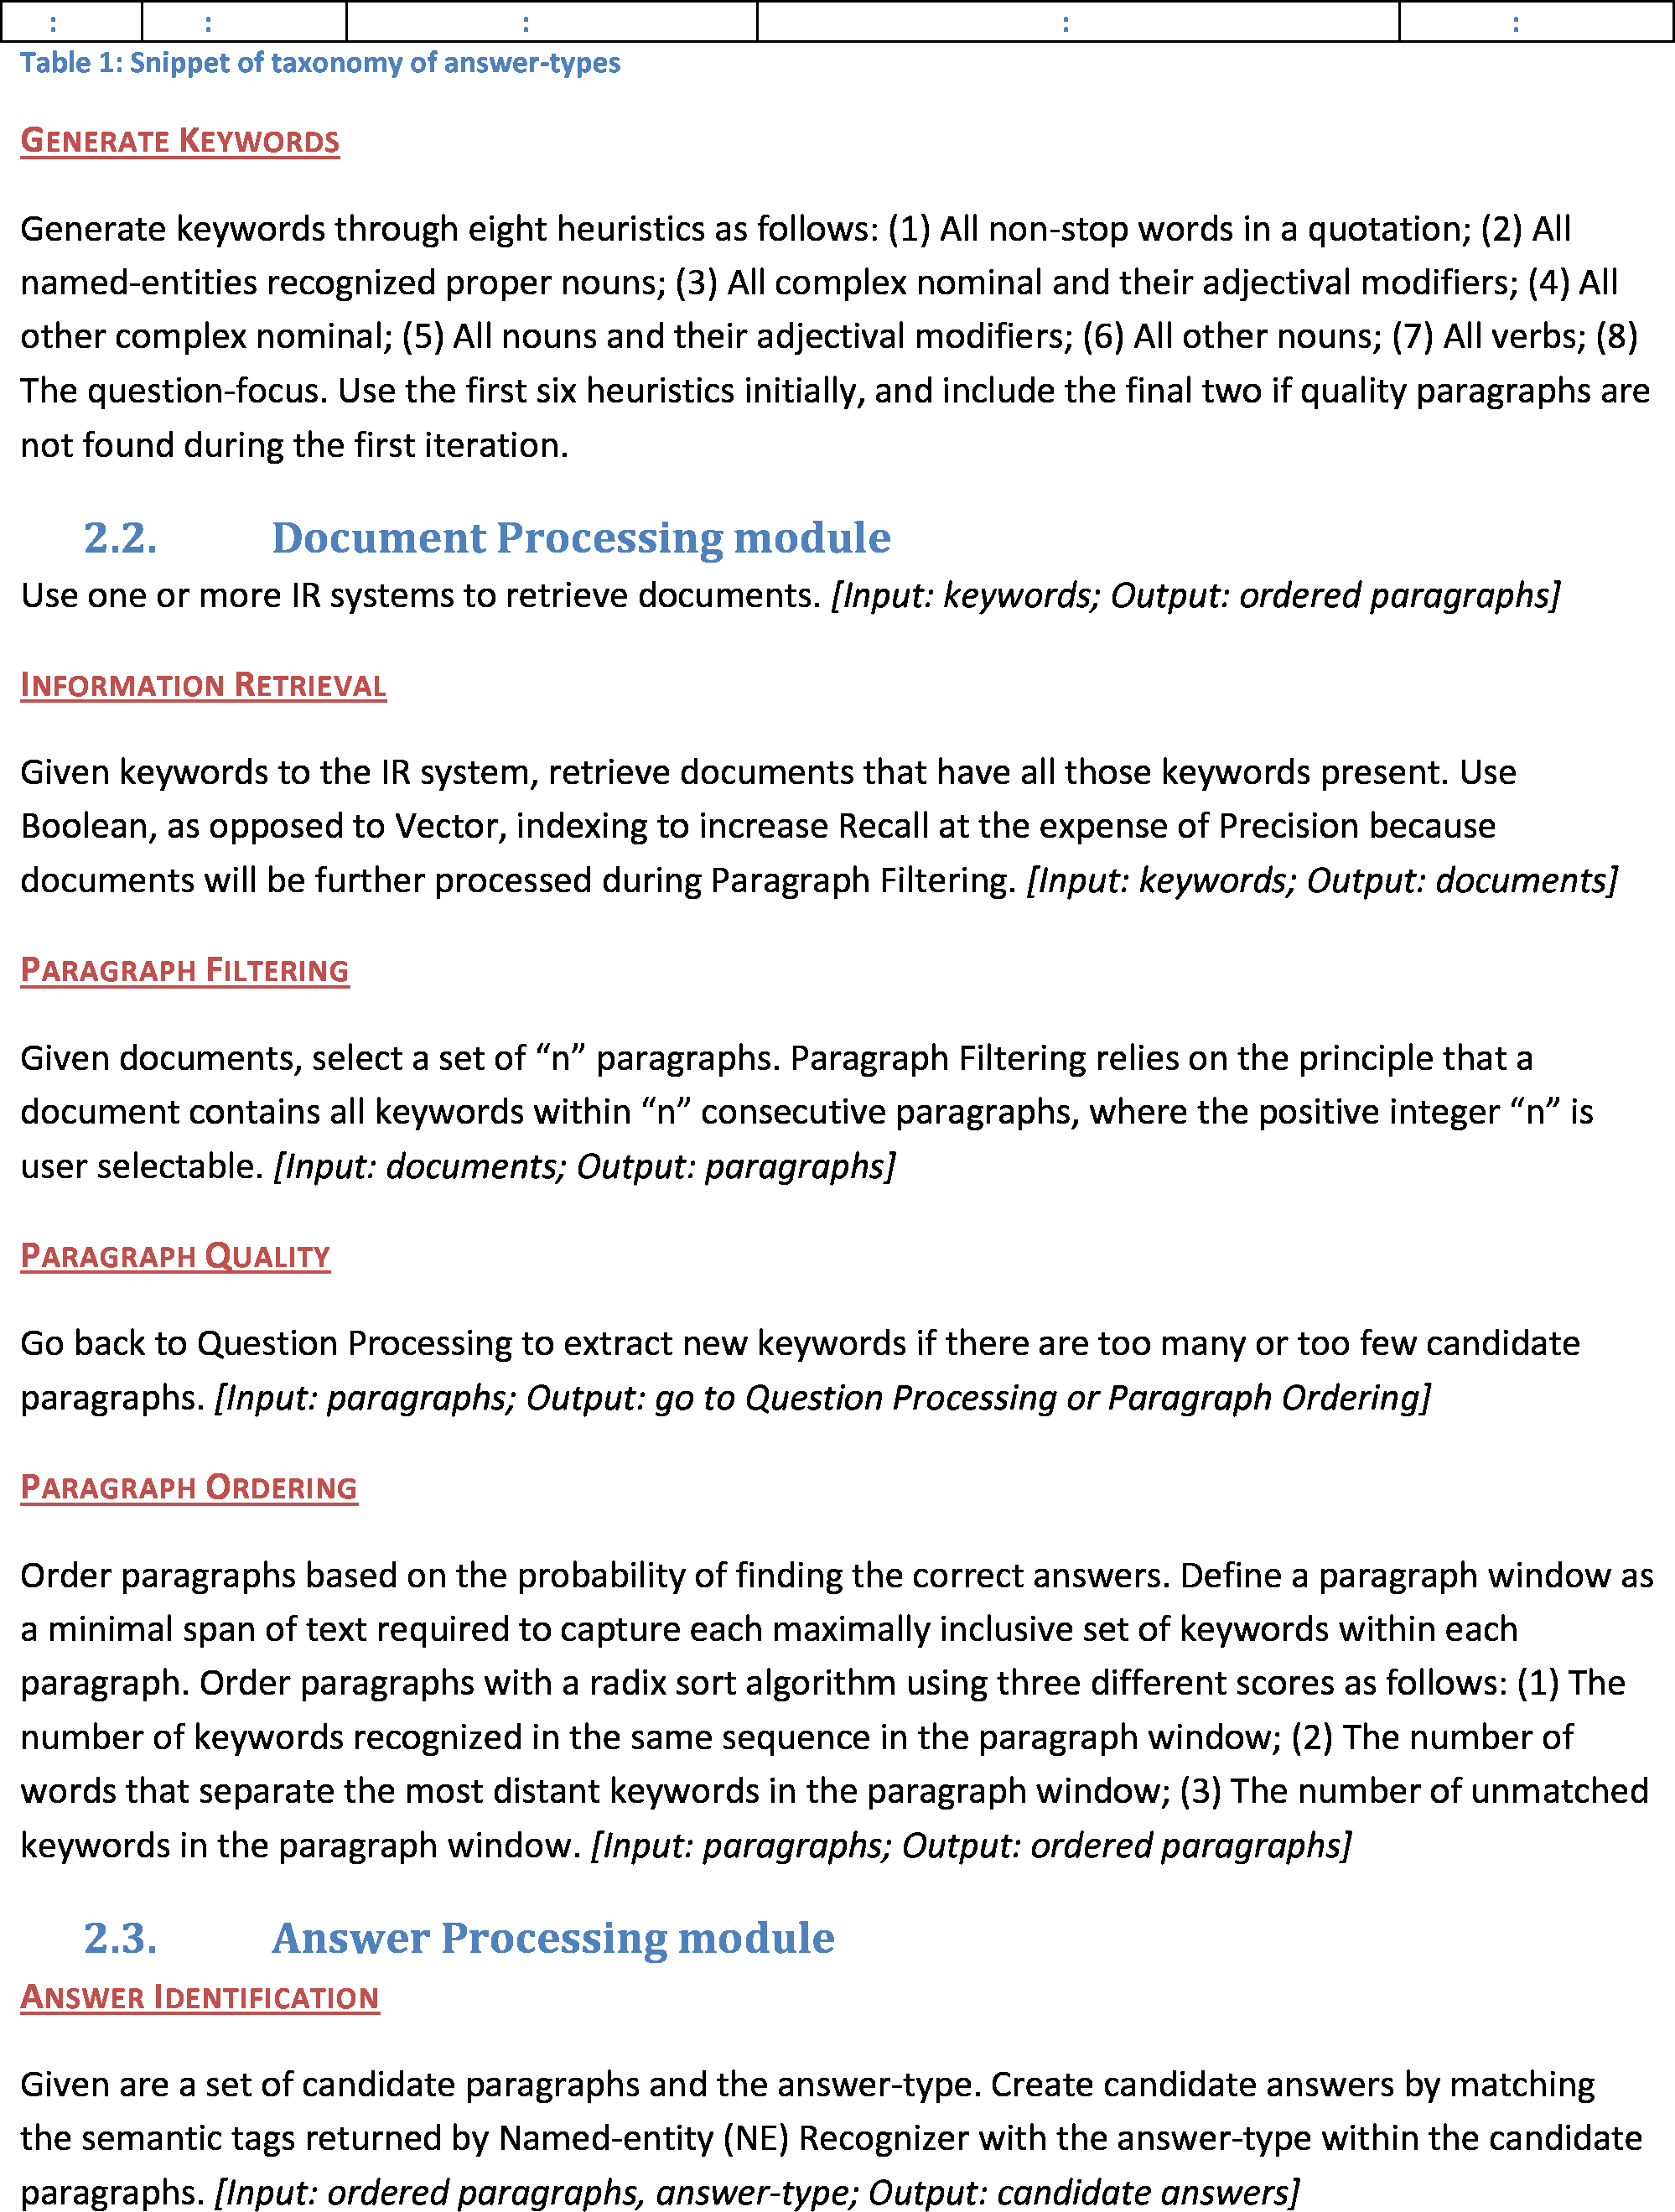 : : : : :
Table 1: Snippet of taxonomy of answer-types
GENERATE KEYWORDS
Generate keywords through eight heuristics as follows: (1) All non-stop words in a quotation; (2) All
named-entities recognized proper nouns; (3) All complex nominal and their adjectival modifiers; (4) All
other complex nominal; (5) All nouns and their adjectival modifiers; (6) All other nouns; (7) All verbs; (8)
The question-focus. Use the first six heuristics initially, and include the final two if quality paragraphs are
not found during the first iteration.
2.2. Document Processing module
Use one or more IR systems to retrieve documents. [Input: keywords; Output: ordered paragraphs]
INFORMATION RETRIEVAL
Given keywords to the IR system, retrieve documents that have all those keywords present. Use
Boolean, as opposed to Vector, indexing to increase Recall at the expense of Precision because
documents will be further processed during Paragraph Filtering. [Input: keywords; Output: documents]
PARAGRAPH FILTERING
Given documents, select a set of “n” paragraphs. Paragraph Filtering relies on the principle that a
document contains all keywords within “n” consecutive paragraphs, where the positive integer “n” is
user selectable. [Input: documents; Output: paragraphs]
PARAGRAPH QUALITY
Go back to Question Processing to extract new keywords if there are too many or too few candidate
paragraphs. [Input: paragraphs; Output: go to Question Processing or Paragraph Ordering]
PARAGRAPH ORDERING
Order paragraphs based on the probability of finding the correct answers. Define a paragraph window as
a minimal span of text required to capture each maximally inclusive set of keywords within each
paragraph. Order paragraphs with a radix sort algorithm using three different scores as follows: (1) The
number of keywords recognized in the same sequence in the paragraph window; (2) The number of
words that separate the most distant keywords in the paragraph window; (3) The number of unmatched
keywords in the paragraph window. [Input: paragraphs; Output: ordered paragraphs]
2.3. Answer Processing module
ANSWER IDENTIFICATION
Given are a set of candidate paragraphs and the answer-type. Create candidate answers by matching
the semantic tags returned by Named-entity (NE) Recognizer with the answer-type within the candidate
paragraphs. [Input: ordered paragraphs, answer-type; Output: candidate answers]